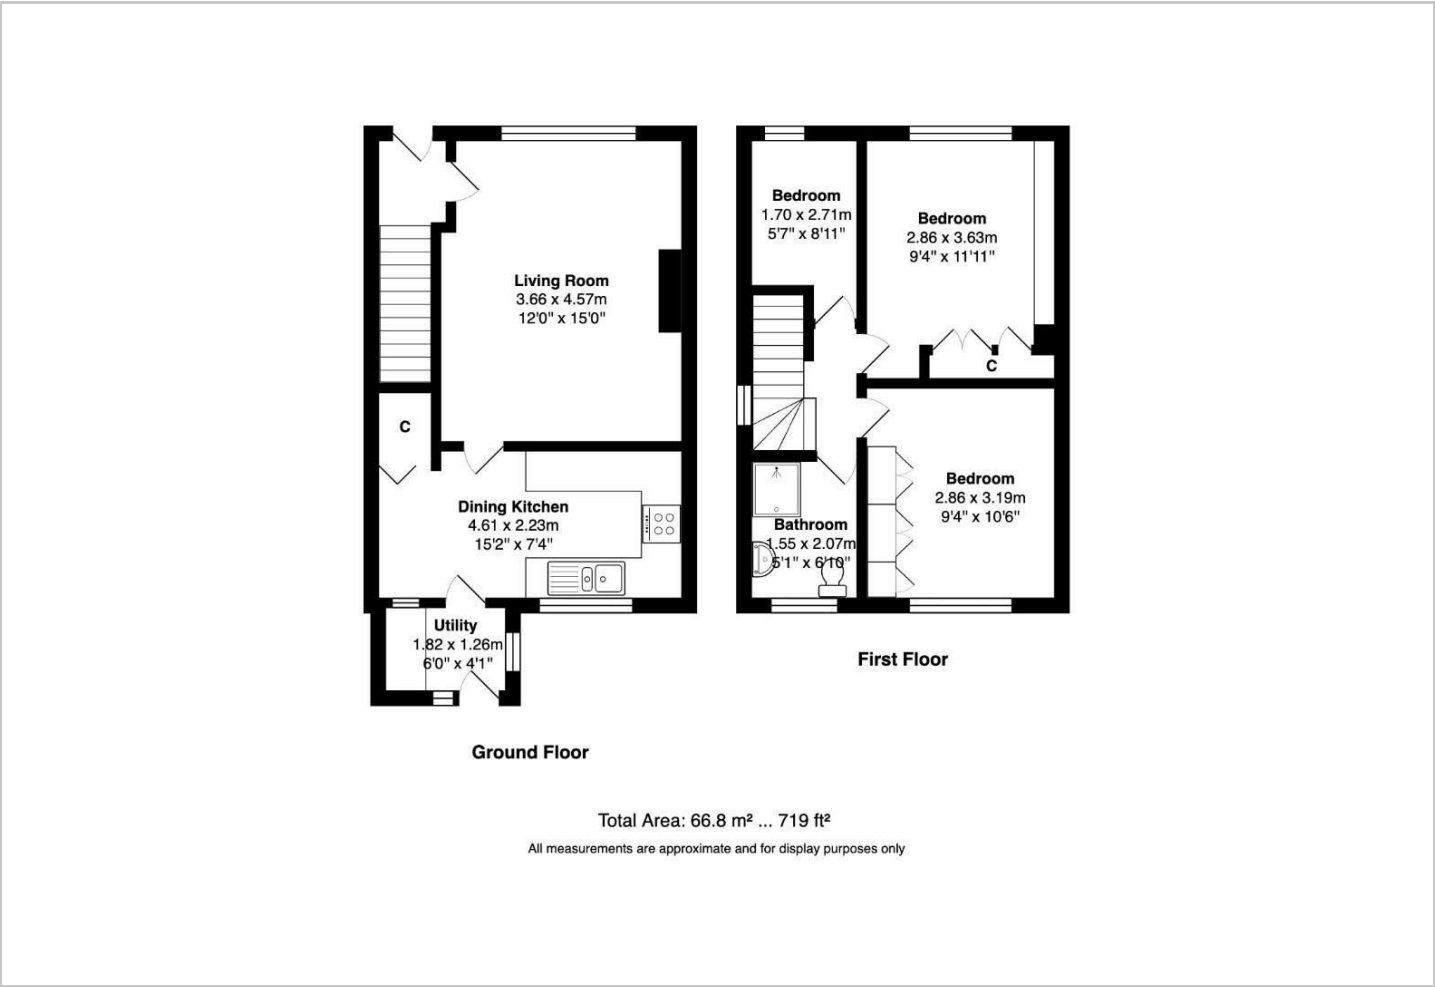 Living Room
3.66 x 4.57m
12'0" x 15'0"
C
Dining Kitchen
4.61 x 2.23m
15'2" x 7'4"
Utility
1.82 x 1.26m
6'0" x 4'1"
Ground Floor
Bedroom
1.70 x 2.71m
5'7" x 8'11"
Bedroom
2.86 x 3.63m
9'4" x 11'11"
C
Bedroom
2.86 x 3.19m
9'4" x 10'6"
Bathroom
1.55 x 2.07m
5'1" x 6'10"
First Floor
Total Area: 66.8 m² ... 719 ft²
All measurements are approximate and for display purposes only